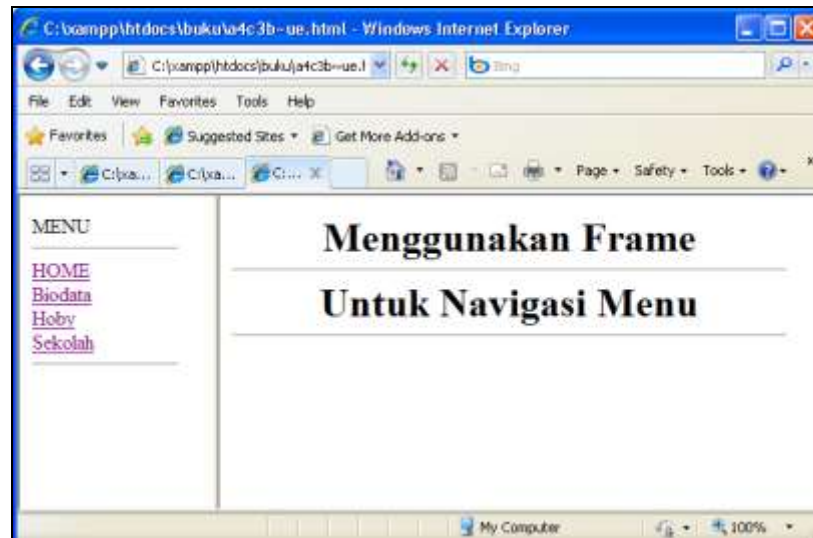 C:\xampp\htdocs\buku\a4c3b~ue.html - Windows Internet Explorer
C:\xampp\htdocs\buku\a4c3b~ue.l Bing
File Edit View Favorites Tools Help
Favorites Suggested Sites Get More Add-ons
C:\xa... C:\xa... C:... Page Safety Tools
MENU
HOME
Biodata
Hoby
Sekolah
Menggunakan Frame
Untuk Navigasi Menu
My Computer 100%